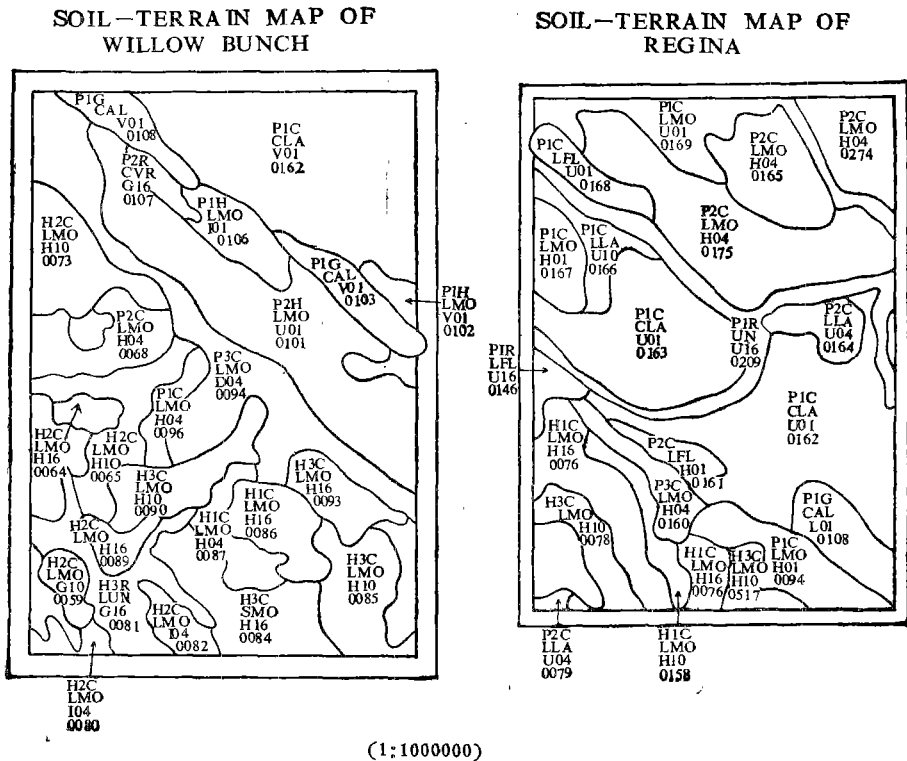 SOIL-TERRAIN MAP OF
WILLOW BUNCH
P1G
CAL
V01
0108
P1C
CLA
V01
0162
P2R
CVR
G16
0107
P1H
LMO
I01
0106
H2C
LMO
H10
0073
P1G
CAL
V01
0103
P1H
LMO
V01
0102
P2H
LMO
U01
0101
P2C
LMO
H04
0068
P3C
LMO
D04
0094
P1C
LMO
H04
0096
H2C
LMO
H16
0064
H2C
LMO
H10
0065
H3C
LMO
H10
0090
H3C
LMO
H16
0093
H1C
LMO
H16
0086
H1C
LMO
H04
0087
H2C
LMO
H16
0089
H2C
LMO
G10
0059
H3R
LUN
G16
0081
H2C
LMO
I04
0082
H3C
SMO
H16
0084
H3C
LMO
H10
0085
H2C
LMO
I04
0080
SOIL-TERRAIN MAP OF
REGINA
P1C
LMO
U01
0169
P2C
LMO
H04
0165
P2C
LMO
H04
0274
P1C
LFL
U01
0168
P1C
LMO
H01
0167
P1C
LLA
U10
0166
P2C
LMO
H04
0175
P1C
CLA
U01
0163
P1R
UN
U16
0209
P2C
LLA
U04
0164
P1R
LFL
U16
0146
P1C
CLA
U01
0162
H1C
LMO
H16
0076
P2C
LFL
H01
0161
P3C
LMO
H04
0160
P1G
CAL
L01
0108
H3C
LMO
H10
0078
H1C
LMO
H16
0076
H3C
LMO
H10
0517
P1C
LMO
H01
0094
P2C
LLA
U04
0079
H1C
LMO
H10
0158
(1:1000000)